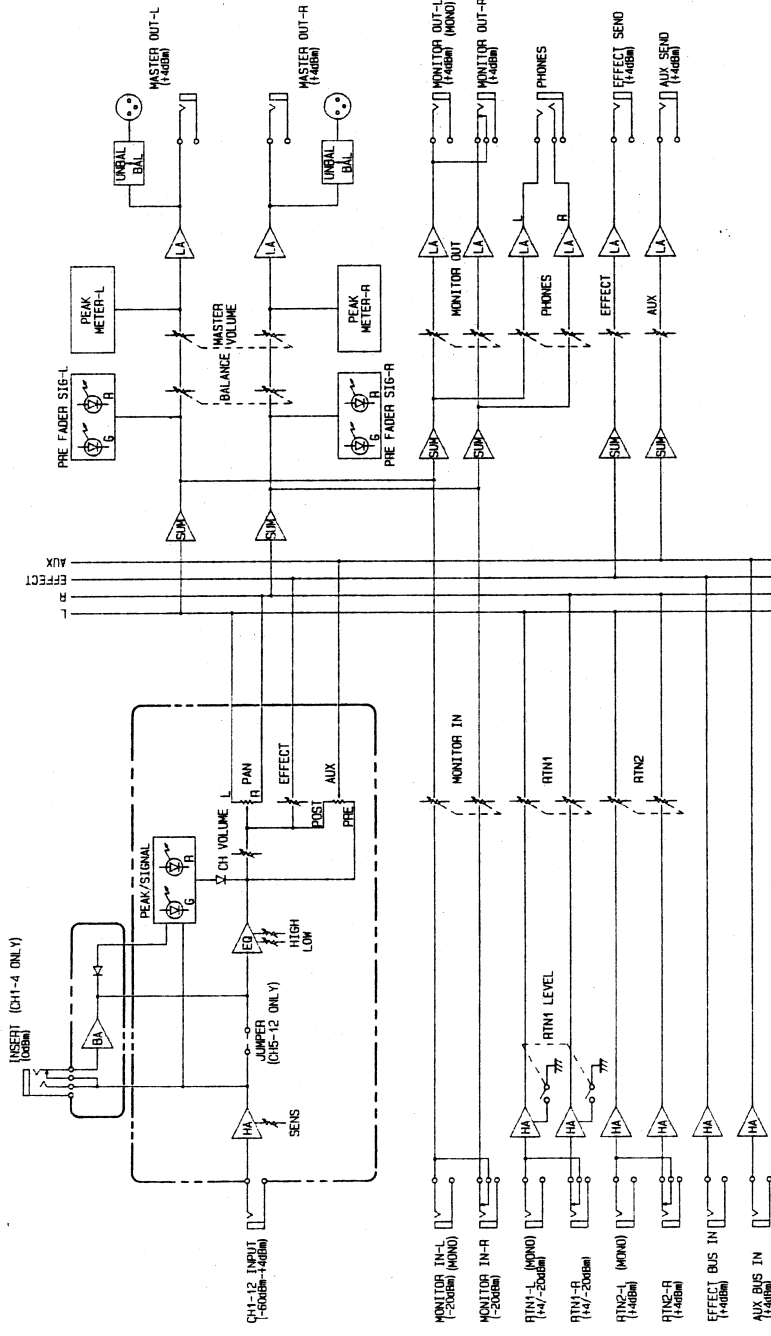 INSERT (CH1-4 ONLY)
(0dBm)
BA
PEAK/SIGNAL
G
R
CH1-12 INPUT
(-60dBm-+4dBm)
HA
SENS
JUMPER
(CH5-12 ONLY)
EQ
HIGH
LOW
CH VOLUME
L
R
PAN
EFFECT
POST
PRE
AUX
L
R
EFFECT
AUX
SUM
SUM
PRE FADER SIG-L
G
R
PEAK
METER-L
BALANCE
MASTER
VOLUME
PRE FADER SIG-R
G
R
PEAK
METER-R
LA
LA
UNBAL
BAL
MASTER OUT-L
(+4dBm)
UNBAL
BAL
MASTER OUT-R
(+4dBm)
MONITOR IN-L
(-20dBm) (MONO)
MONITOR IN-R
(-20dBm)
MONITOR IN
RTN1-L (MONO)
(+4/-20dBm)
RTN1-R
(+4/-20dBm)
HA
HA
RTN1 LEVEL
RTN1
RTN2-L (MONO)
(+4dBm)
RTN2-R
(+4dBm)
HA
HA
RTN2
EFFECT BUS IN
(+4dBm)
HA
AUX BUS IN
(+4dBm)
HA
SUM
SUM
SUM
SUM
MONITOR OUT
PHONES
EFFECT
AUX
LA
LA
LA
L
LA
R
LA
LA
MONITOR OUT-L
(+4dBm) (MONO)
MONITOR OUT-R
(+4dBm)
PHONES
EFFECT SEND
(+4dBm)
AUX SEND
(+4dBm)